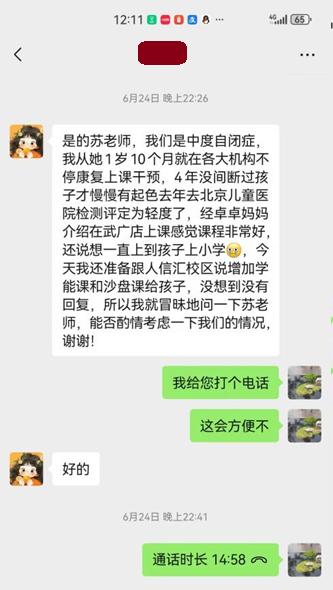 12:11
4G
65
6月24日 晚上22:26
是的苏老师，我们是中度自闭症，
我从她1岁10个月就在各大机构不
停康复上课干预，4年没间断过孩
子才慢慢有起色去年去北京儿童医
院检测评定为轻度了，经卓卓妈妈
介绍在武广店上课感觉课程非常好，
还说想一直上到孩子上小学，今
天我还准备跟人信汇校区说增加学
能课和沙盘课给孩子，没想到没有
回复，所以我就冒昧地问一下苏老
师，能否酌情考虑一下我们的情况，
谢谢！
我给您打个电话
这会方便不
好的
6月24日 晚上22:41
通话时长 14:58